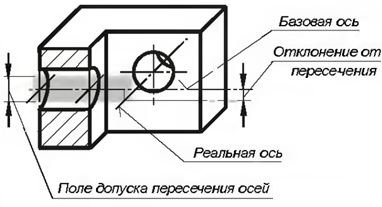 Базовая ось
Отклонение от
пересечения
Реальная ось
Поле допуска пересечения осей